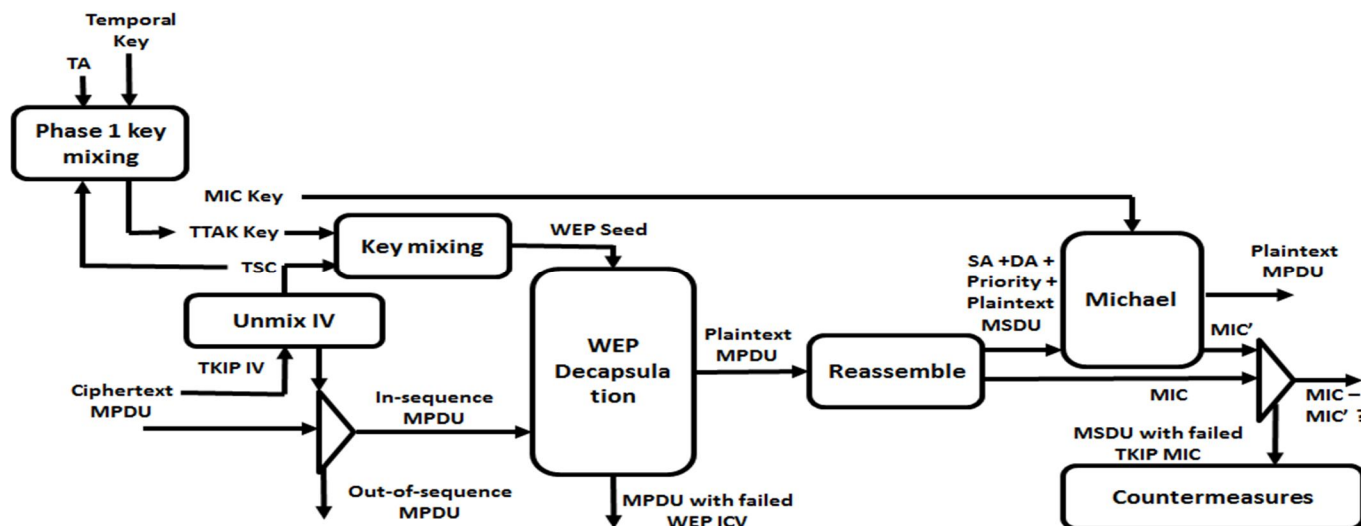 Temporal
Key
TA
Phase 1 key
mixing
MIC Key
TTAK Key
Key mixing
WEP Seed
TSC
Unmix IV
TKIP IV
Ciphertext
MPDU
In-sequence
MPDU
Out-of-sequence
MPDU
WEP
Decapsula
tion
MPDU with failed
WEP ICV
Plaintext
MPDU
Reassemble
SA +DA +
Priority +
Plaintext
MSDU
Michael
Plaintext
MPDU
MIC'
MIC
MIC –
MIC' ?
MSDU with failed
TKIP MIC
Countermeasures